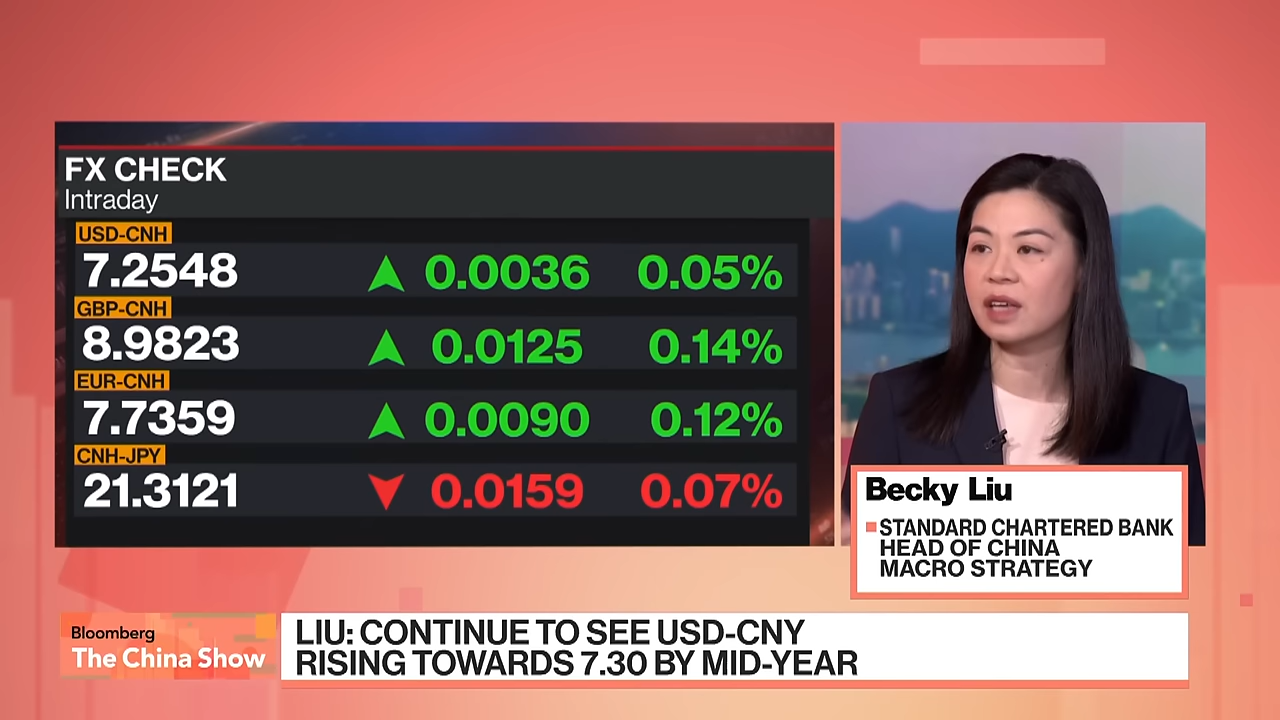 FX CHECK
Intraday
USD-CNH
7.2548 ▲ 0.0036 0.05%
GBP-CNH
8.9823 ▲ 0.0125 0.14%
EUR-CNH
7.7359 ▲ 0.0090 0.12%
CNH-JPY
21.3121 ▼ 0.0159 0.07%
Becky Liu
STANDARD CHARTERED BANK
HEAD OF CHINA
MACRO STRATEGY
Bloomberg
The China Show
LIU: CONTINUE TO SEE USD-CNY
RISING TOWARDS 7.30 BY MID-YEAR